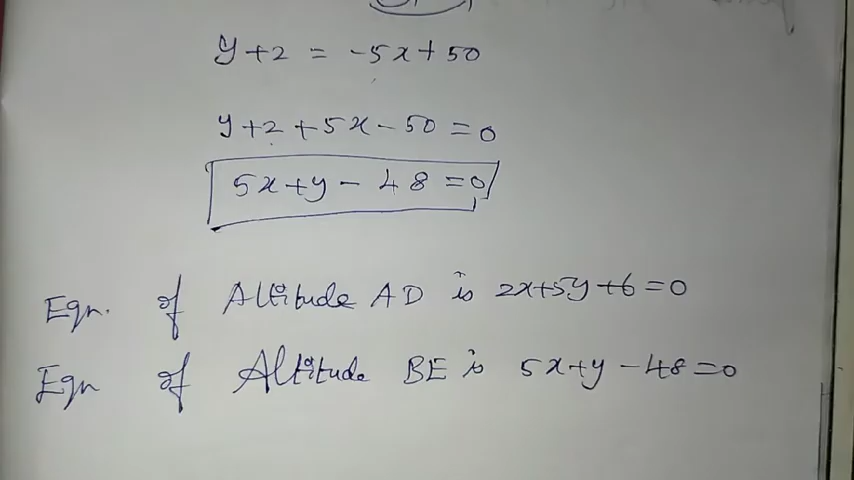 y+2 = -5x+50
y+2+5x-50=0
5x+y-48=0
Eqn. of Altitude AD is 2x+5y+6=0
Eqn of Altitude BE is 5x+y-48=0